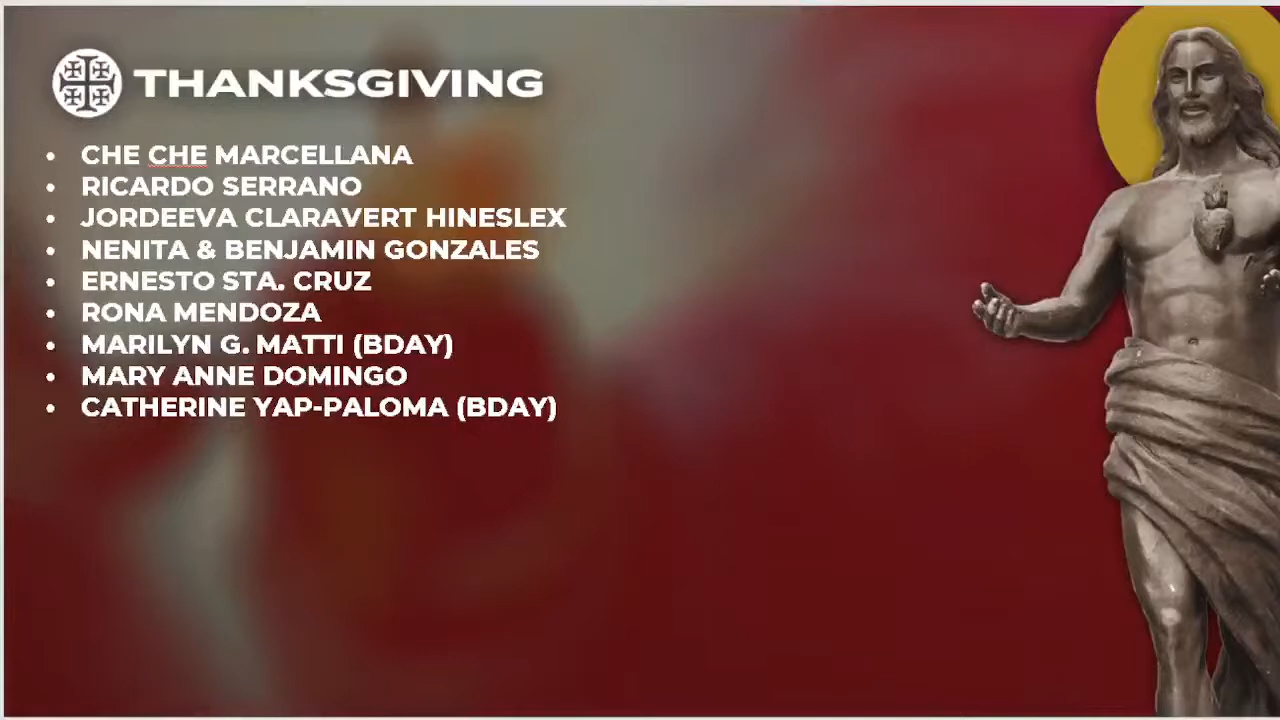 THANKSGIVING
• CHE CHE MARCELLANA
• RICARDO SERRANO
• JORDEEVA CLARAVERT HINESLEX
• NENITA & BENJAMIN GONZALES
• ERNESTO STA. CRUZ
• RONA MENDOZA
• MARILYN G. MATTI (BDAY)
• MARY ANNE DOMINGO
• CATHERINE YAP-PALOMA (BDAY)